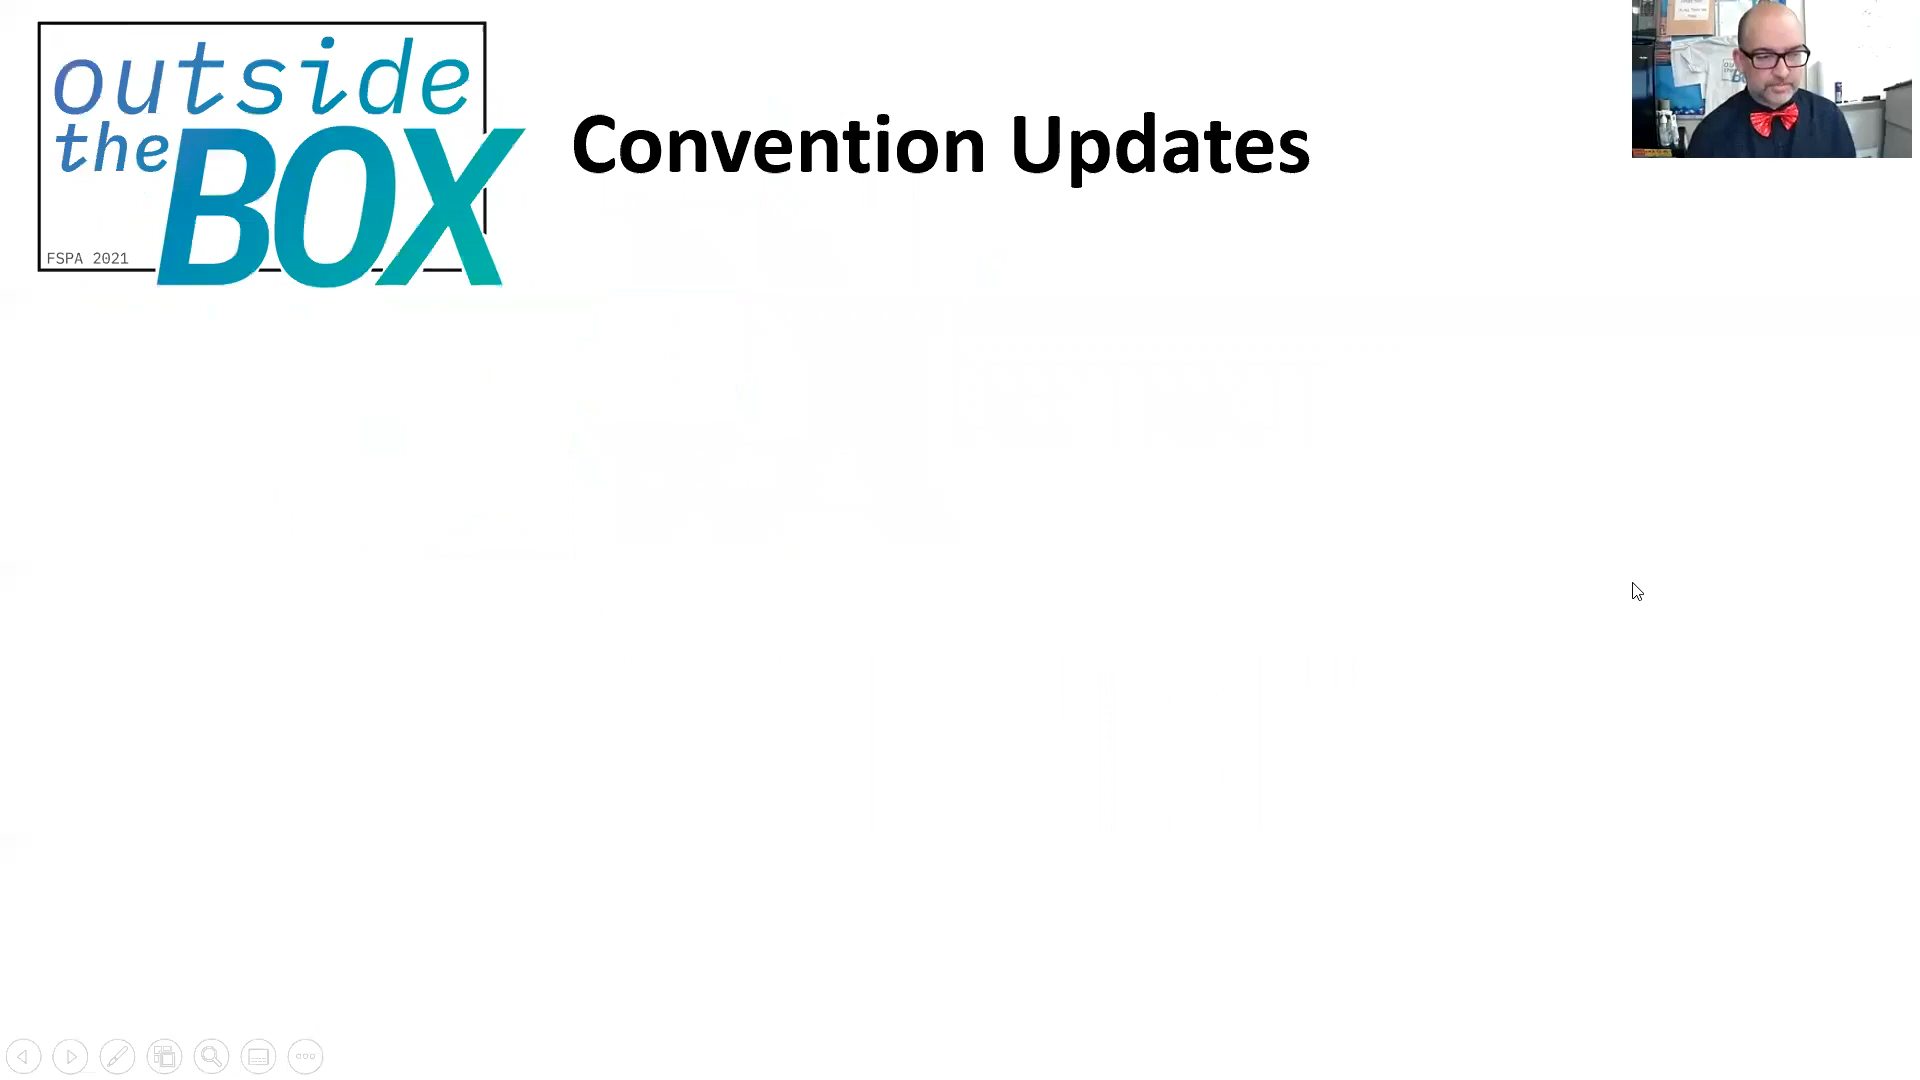 outside
the BOX
FSPA 2021
Convention Updates